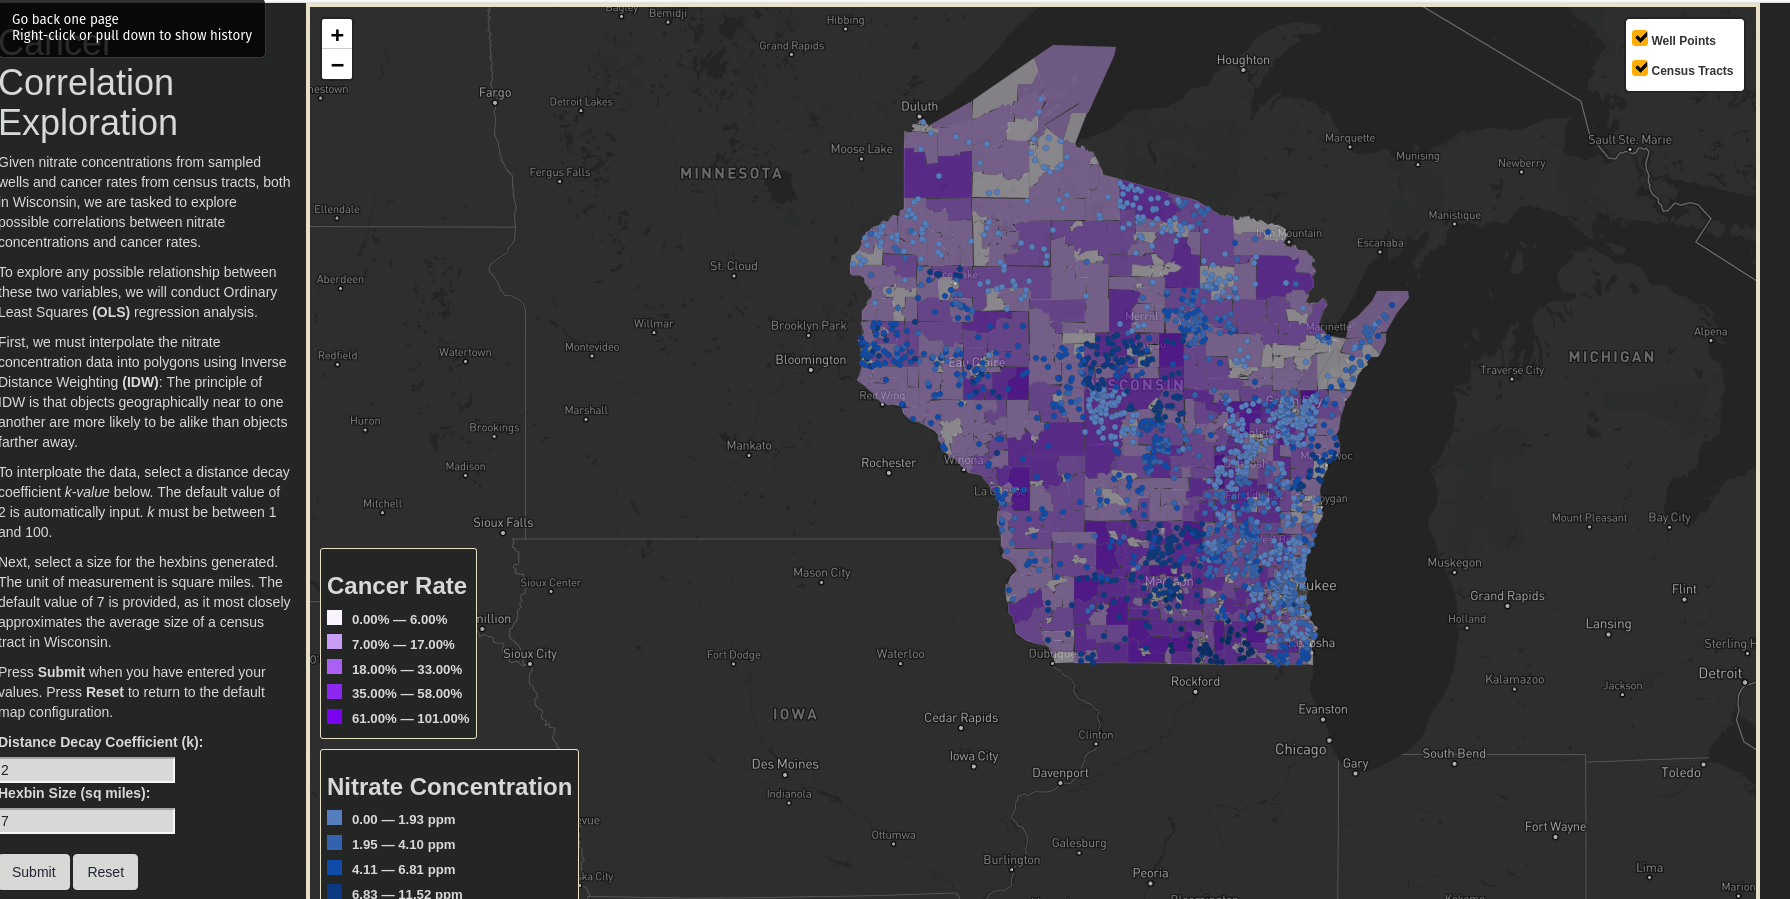 Go back one page
Right-click or pull down to show history
Cancer
Correlation
Exploration
Given nitrate concentrations from sampled
wells and cancer rates from census tracts, both
in Wisconsin, we are tasked to explore
possible correlations between nitrate
concentrations and cancer rates.
To explore any possible relationship between
these two variables, we will conduct Ordinary
Least Squares (OLS) regression analysis.
First, we must interpolate the nitrate
concentration data into polygons using Inverse
Distance Weighting (IDW): The principle of
IDW is that objects geographically near to one
another are more likely to be alike than objects
farther away.
To interploate the data, select a distance decay
coefficient k-value below. The default value of
2 is automatically input. k must be between 1
and 100.
Next, select a size for the hexbins generated.
The unit of measurement is square miles. The
default value of 7 is provided, as it most closely
approximates the average size of a census
tract in Wisconsin.
Press Submit when you have entered your
values. Press Reset to return to the default
map configuration.
Distance Decay Coefficient (k):
2
Hexbin Size (sq miles):
7
Submit Reset
+
−
Well Points
Census Tracts
Bagley
Bemidji
Hibbing
Grand Rapids
Houghton
Fargo
Detroit Lakes
Duluth
Marquette
Sault Ste. Marie
Moose Lake
Munising
Newberry
MINNESOTA
Fergus Falls
Ellendale
Manistique
Iron Mountain
Escanaba
St. Cloud
Aberdeen
Willmar
Brooklyn Park
Merrill
Marinette
Alpena
Redfield
Watertown
Montevideo
Bloomington
Eau Claire
MICHIGAN
Traverse City
Red Wing
Huron
Brookings
Marshall
Green Bay
Mankato
Madison
Rochester
Winona
Mitchell
Sioux Falls
Mount Pleasant
Bay City
Mason City
Muskegon
Sioux Center
Madison
ukee
Grand Rapids
Flint
million
Holland
Lansing
Sioux City
Fort Dodge
Waterloo
Dubuque
Sterling H
Rockford
Kalamazoo
Jackson
Detroit
IOWA
Cedar Rapids
Evanston
Clinton
Chicago
Iowa City
Des Moines
Davenport
Gary
South Bend
Toledo
Indianola
Ottumwa
Galesburg
Fort Wayne
Burlington
Peoria
Lima
Marion
Bloomington
Kokomo
Cancer Rate
0.00% — 6.00%
7.00% — 17.00%
18.00% — 33.00%
35.00% — 58.00%
61.00% — 101.00%
Nitrate Concentration
0.00 — 1.93 ppm
1.95 — 4.10 ppm
4.11 — 6.81 ppm
6.83 — 11.52 ppm